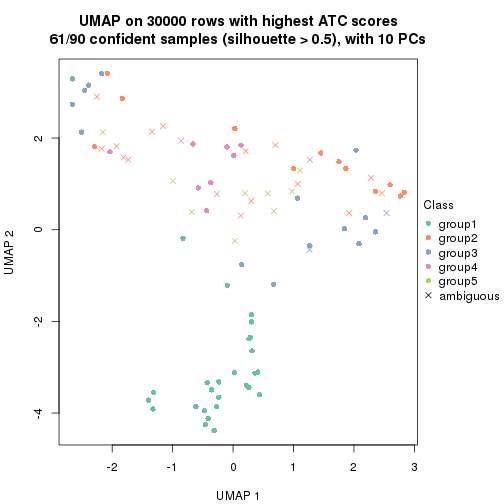 UMAP on 30000 rows with highest ATC scores
61/90 confident samples (silhouette > 0.5), with 10 PCs
UMAP 2
2
0
-2
-4
-2
-1
0
1
2
3
UMAP 1
Class
group1
group2
group3
group4
group5
ambiguous